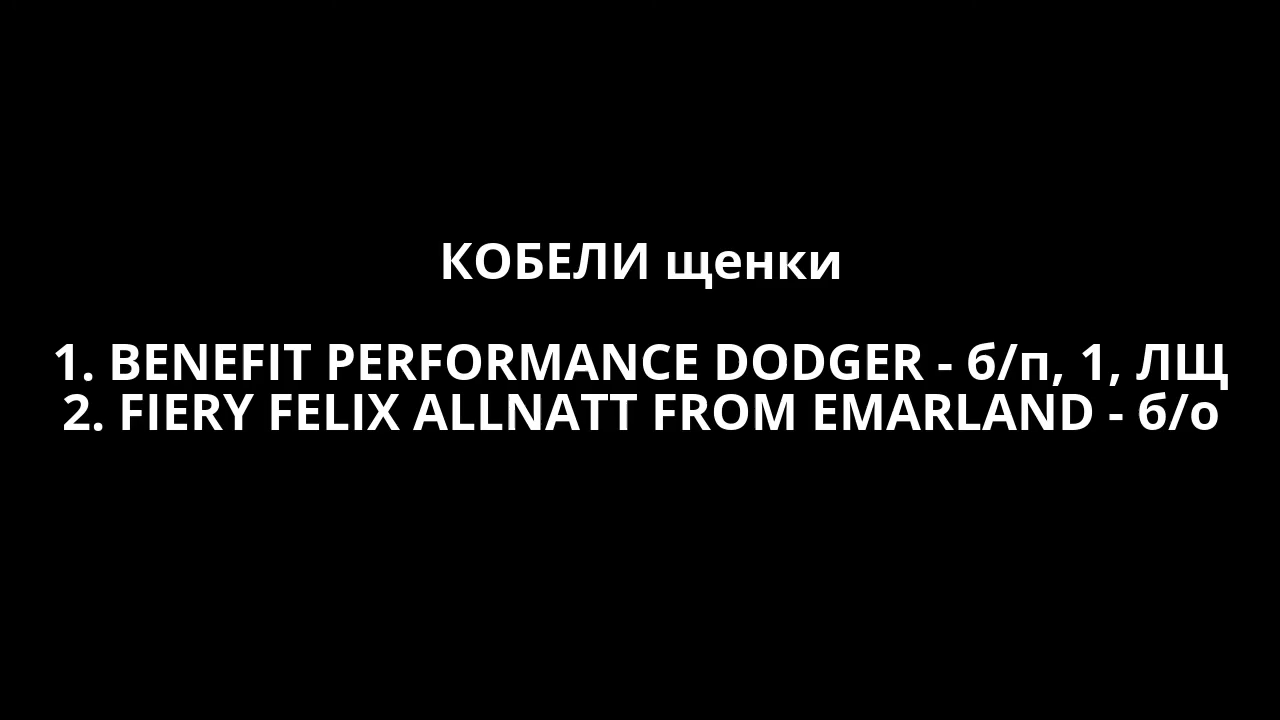 КОБЕЛИ щенки
1. BENEFIT PERFORMANCE DODGER - б/п, 1, ЛЩ
2. FIERY FELIX ALLNATT FROM EMARLAND - б/о